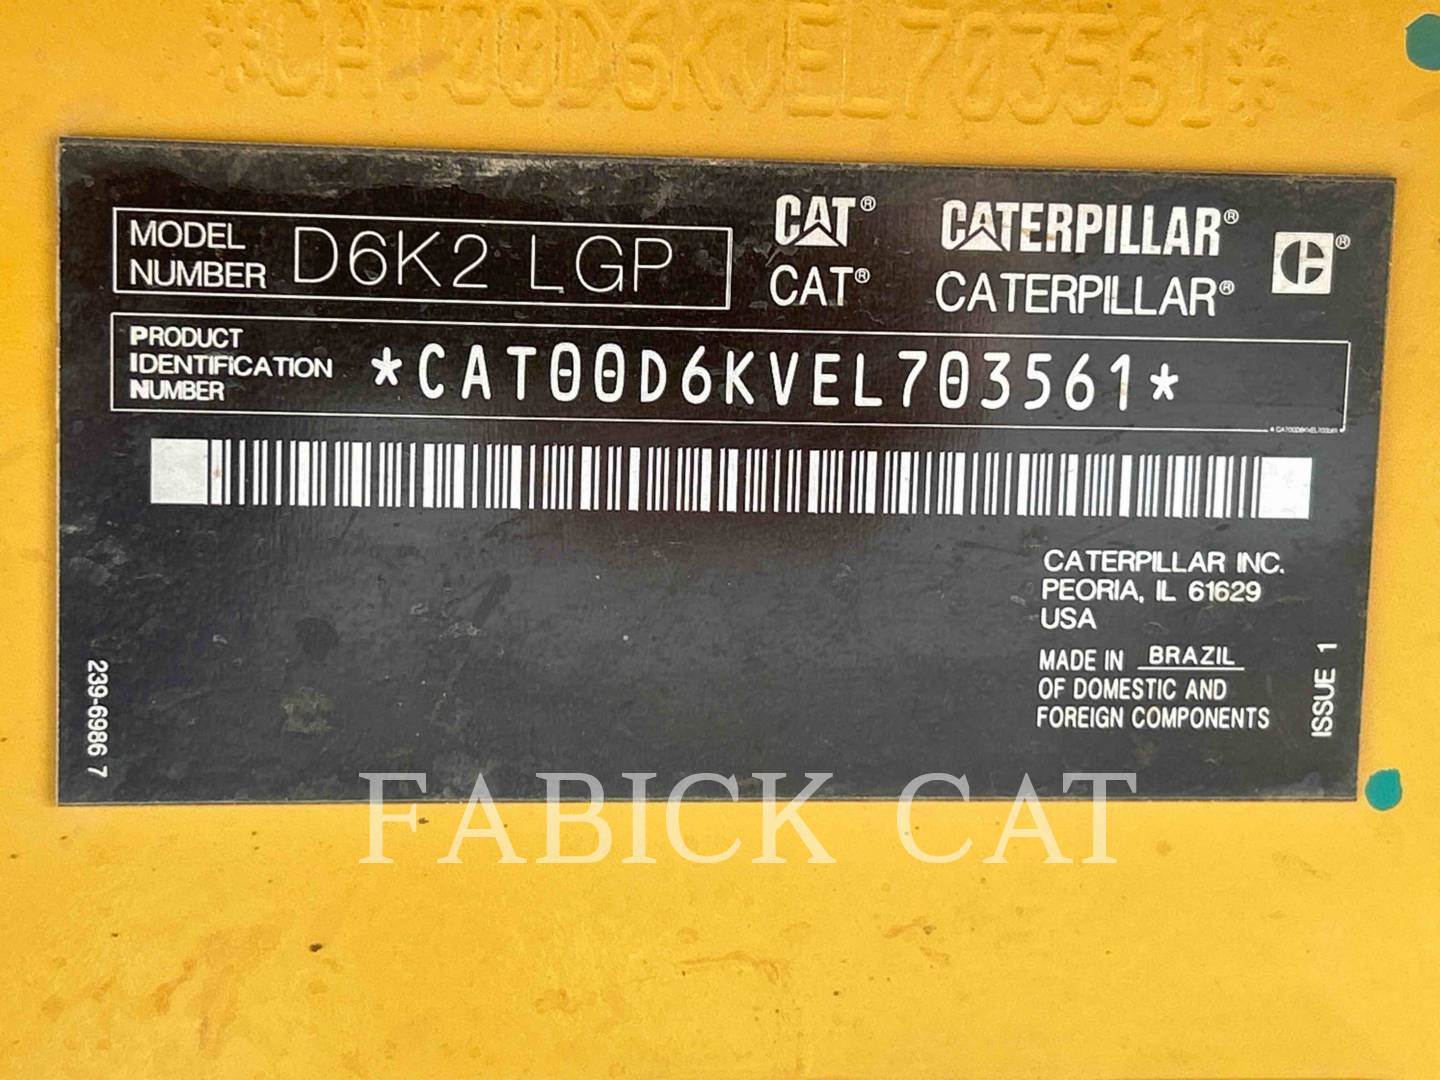 *CAT00D6KVEL703561*
MODEL NUMBER D6K2 LGP
CAT® CATERPILLAR® ®
CAT® CATERPILLAR®
PRODUCT IDENTIFICATION NUMBER *CAT00D6KVEL703561*
*CAT00D6KVEL703561
CATERPILLAR INC.
PEORIA, IL 61629
USA
MADE IN BRAZIL
OF DOMESTIC AND
FOREIGN COMPONENTS
ISSUE 1
239-6986 7
FABICK CAT